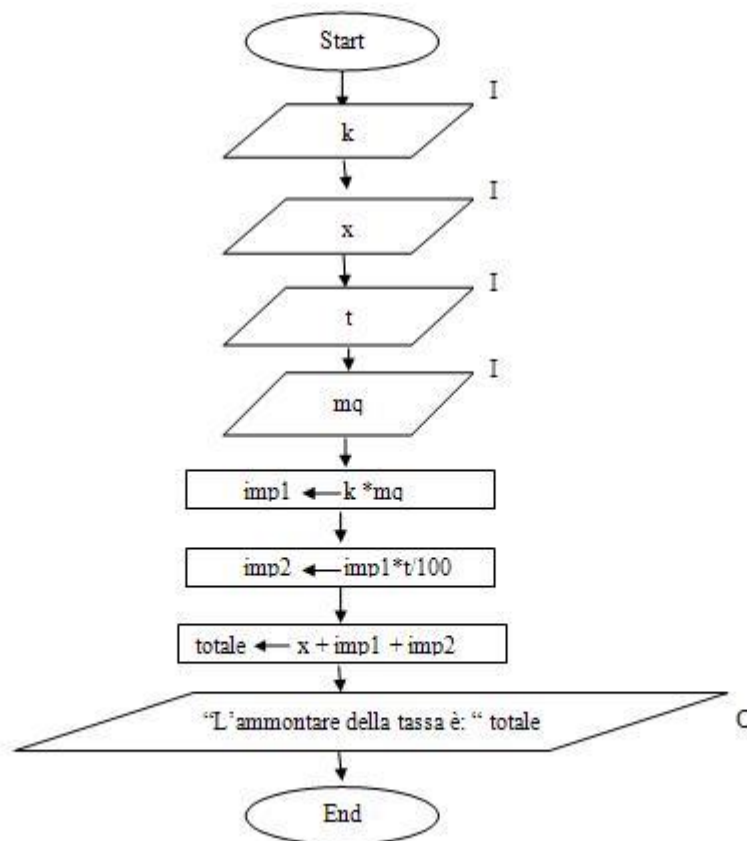 Start
I
k
I
x
I
t
I
mq
imp1 ← k *mq
imp2 ← imp1*t/100
totale ← x + imp1 + imp2
“L’ammontare della tassa è: “ totale
End